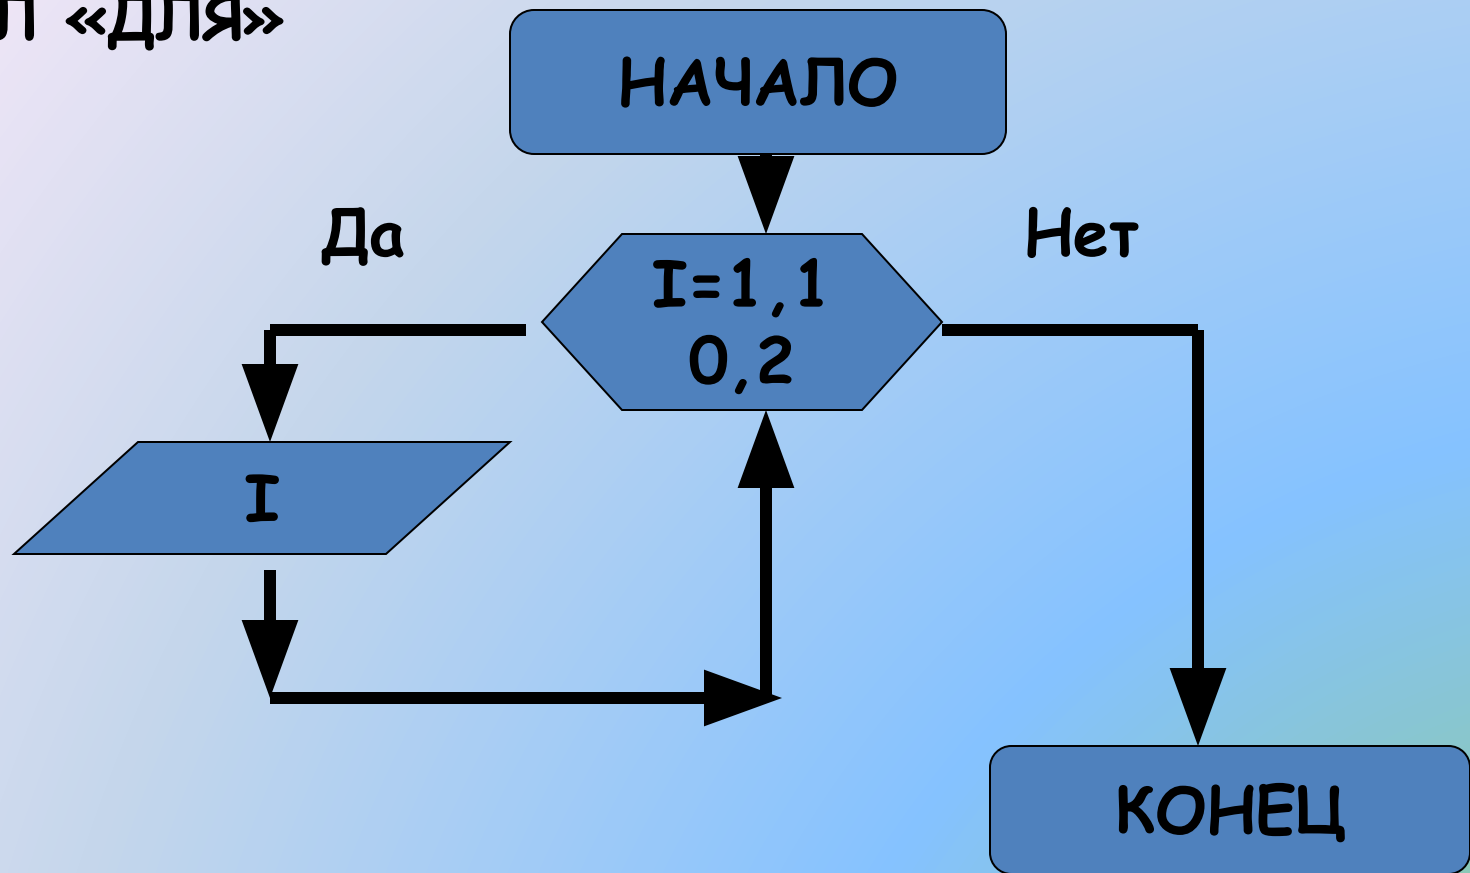 Л «ДЛЯ»
НАЧАЛО
Да
Нет
I=1,1
0,2
I
КОНЕЦ